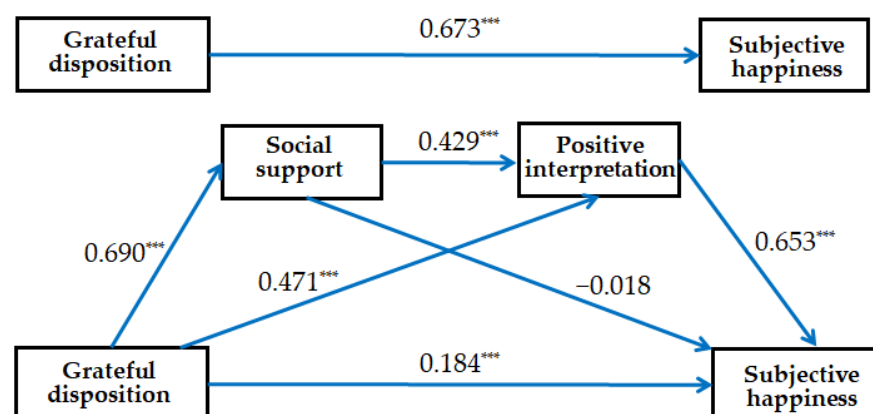 Grateful
disposition
0.673***
Subjective
happiness
Social
support
0.429***
Positive
interpretation
0.690***
0.471***
−0.018
0.653***
Grateful
disposition
0.184***
Subjective
happiness